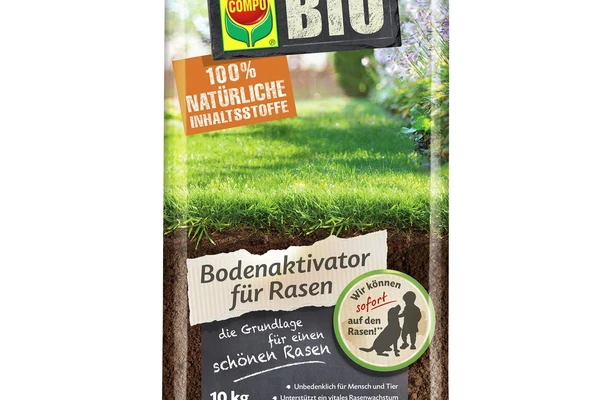 COMPO
BIO
100%
NATÜRLICHE
INHALTSSTOFFE
Bodenaktivator
für Rasen
Wir können
sofort
auf den
Rasen!**
die Grundlage
für einen
schönen Rasen
• Unbedenklich für Mensch und Tier
10 kg
• Unterstützt ein vitales Rasenwachstum